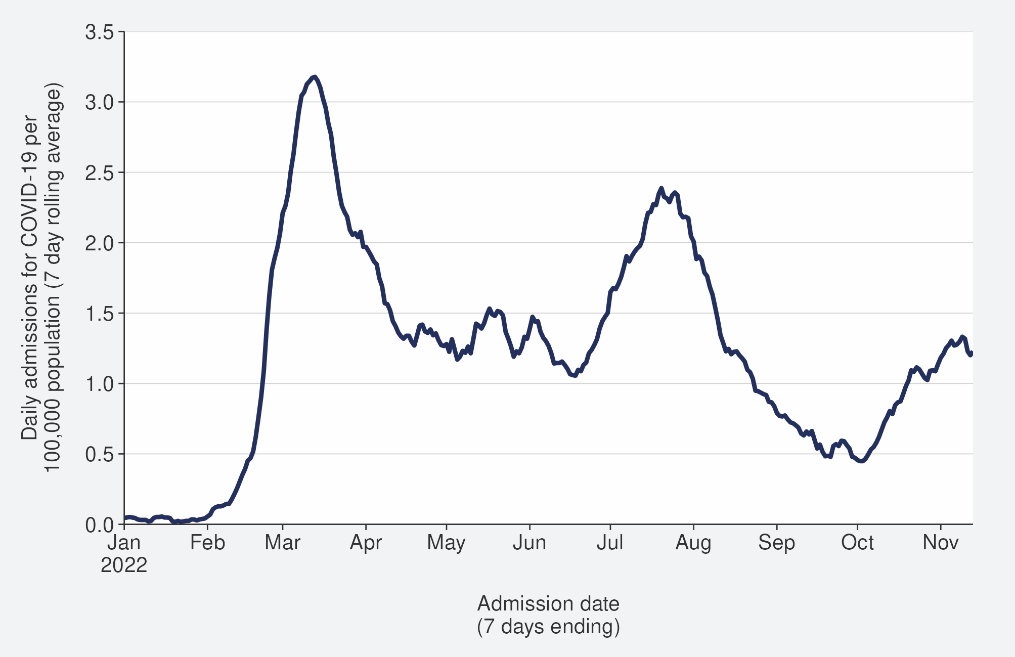 Daily admissions for COVID-19 per
100,000 population (7 day rolling average)
3.5
3.0
2.5
2.0
1.5
1.0
0.5
0.0
Jan Feb Mar Apr May Jun Jul Aug Sep Oct Nov
2022
Admission date
(7 days ending)